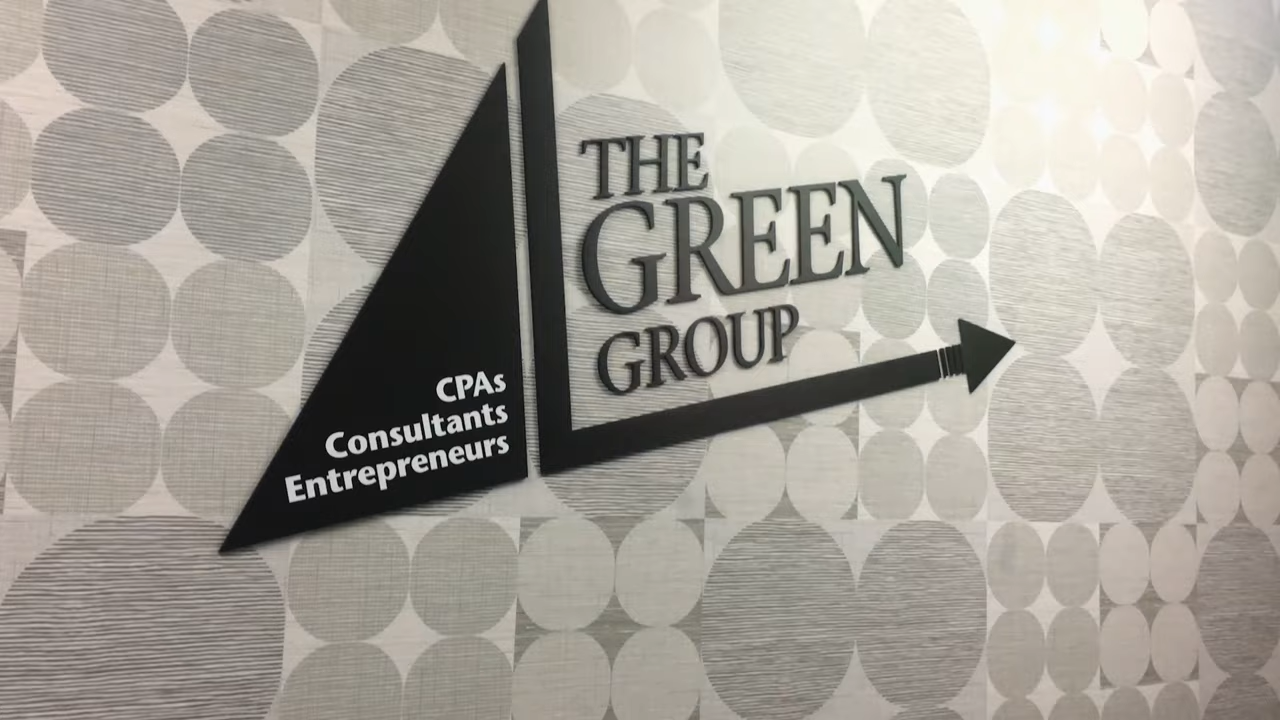 THE
GREEN
GROUP
CPAs
Consultants
Entrepreneurs